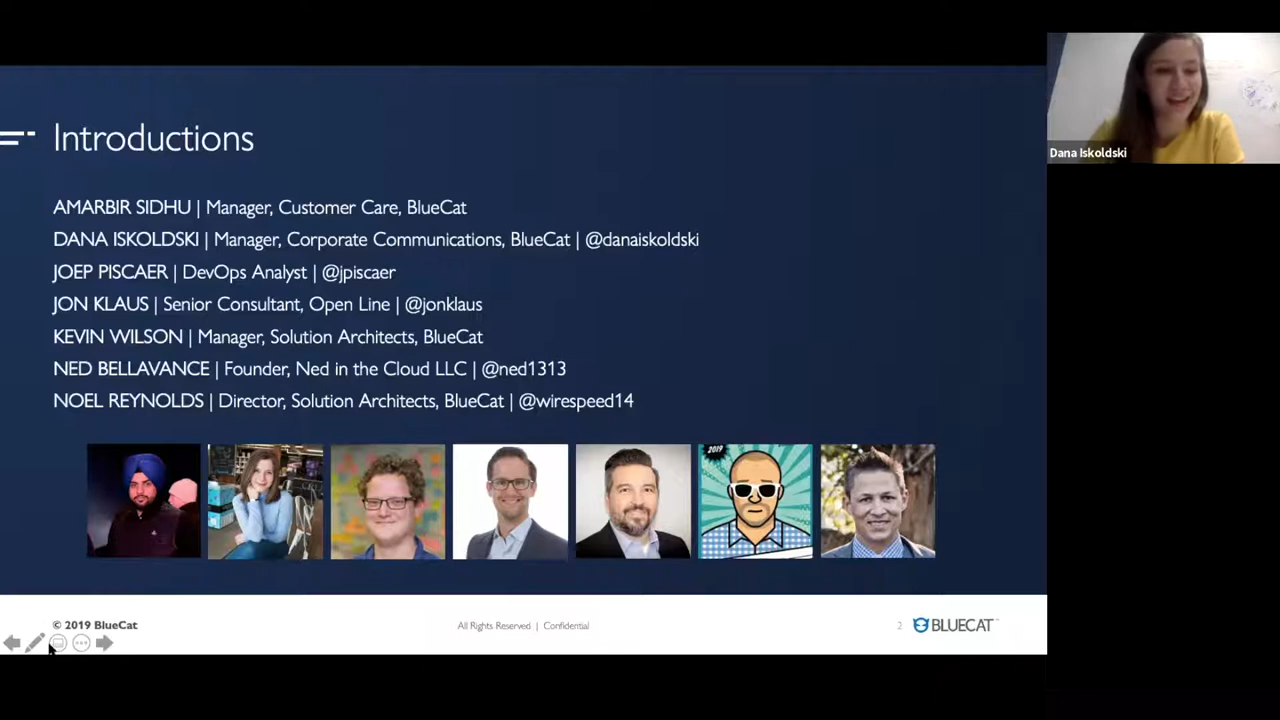 Introductions
AMARBIR SIDHU | Manager, Customer Care, BlueCat
DANA ISKOLDSKI | Manager, Corporate Communications, BlueCat | @danaiskoldski
JOEP PISCAER | DevOps Analyst | @jpiscaer
JON KLAUS | Senior Consultant, Open Line | @jonklaus
KEVIN WILSON | Manager, Solution Architects, BlueCat
NED BELLAVANCE | Founder, Ned in the Cloud LLC | @ned1313
NOEL REYNOLDS | Director, Solution Architects, BlueCat | @wirespeed14
2019
© 2019 BlueCat
All Rights Reserved | Confidential
2
BLUECAT
Dana Iskoldski